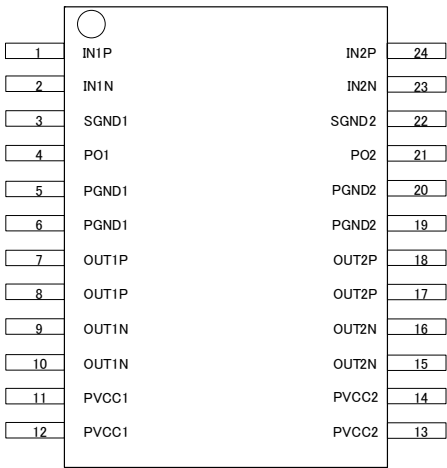 1 IN1P IN2P 24
2 IN1N IN2N 23
3 SGND1 SGND2 22
4 PO1 PO2 21
5 PGND1 PGND2 20
6 PGND1 PGND2 19
7 OUT1P OUT2P 18
8 OUT1P OUT2P 17
9 OUT1N OUT2N 16
10 OUT1N OUT2N 15
11 PVCC1 PVCC2 14
12 PVCC1 PVCC2 13